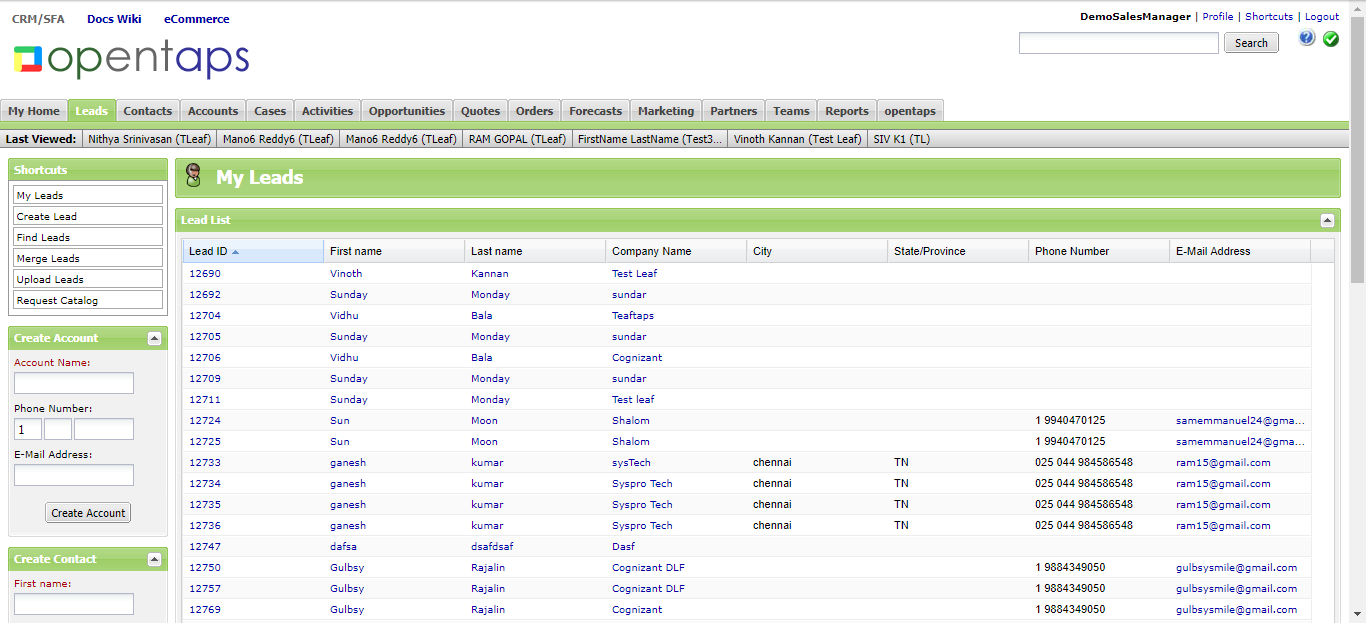 CRM/SFA Docs Wiki eCommerce
DemoSalesManager | Profile | Shortcuts | Logout
opentaps
Search
My Home Leads Contacts Accounts Cases Activities Opportunities Quotes Orders Forecasts Marketing Partners Teams Reports opentaps
Last Viewed: Nithya Srinivasan (TLeaf) Mano6 Reddy6 (TLeaf) Mano6 Reddy6 (TLeaf) RAM GOPAL (TLeaf) FirstName LastName (Test3... Vinoth Kannan (Test Leaf) SIV K1 (TL)
Shortcuts
My Leads
Create Lead
Find Leads
Merge Leads
Upload Leads
Request Catalog
Create Account
Account Name:
Phone Number:
1
E-Mail Address:
Create Account
Create Contact
First name:
My Leads
Lead List
Lead ID First name Last name Company Name City State/Province Phone Number E-Mail Address
12690 Vinoth Kannan Test Leaf
12692 Sunday Monday sundar
12704 Vidhu Bala Teaftaps
12705 Sunday Monday sundar
12706 Vidhu Bala Cognizant
12709 Sunday Monday sundar
12711 Sunday Monday Test leaf
12724 Sun Moon Shalom 1 9940470125 samemmanuel24@gma...
12725 Sun Moon Shalom 1 9940470125 samemmanuel24@gma...
12733 ganesh kumar sysTech chennai TN 025 044 984586548 ram15@gmail.com
12734 ganesh kumar Syspro Tech chennai TN 025 044 984586548 ram15@gmail.com
12735 ganesh kumar Syspro Tech chennai TN 025 044 984586548 ram15@gmail.com
12736 ganesh kumar Syspro Tech chennai TN 025 044 984586548 ram15@gmail.com
12747 dafsa dsafdsaf Dasf
12750 Gulbsy Rajalin Cognizant DLF 1 9884349050 gulbsysmile@gmail.com
12757 Gulbsy Rajalin Cognizant DLF 1 9884349050 gulbsysmile@gmail.com
12769 Gulbsy Rajalin Cognizant 1 9884349050 gulbsysmile@gmail.com